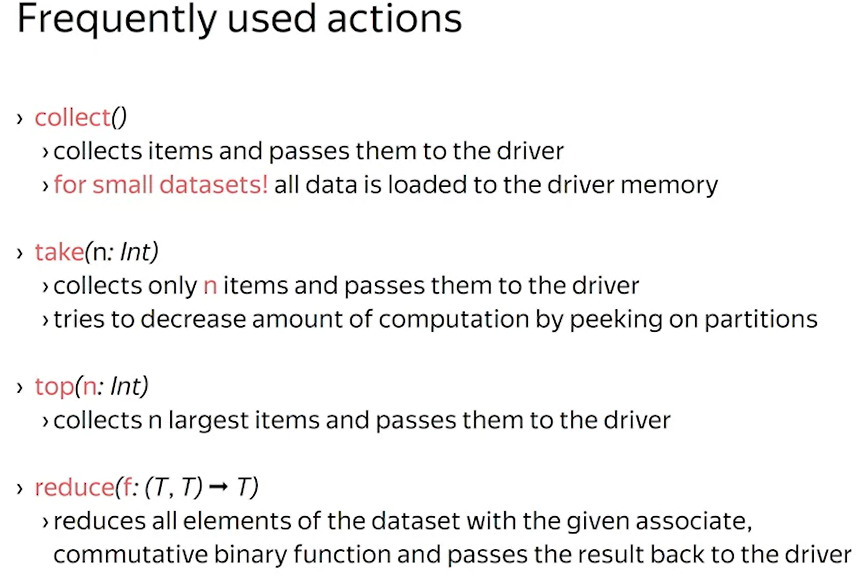 Frequently used actions
› collect()
› collects items and passes them to the driver
› for small datasets! all data is loaded to the driver memory
› take(n: Int)
› collects only n items and passes them to the driver
› tries to decrease amount of computation by peeking on partitions
› top(n: Int)
› collects n largest items and passes them to the driver
› reduce(f: (T, T) ➞ T)
› reduces all elements of the dataset with the given associate,
commutative binary function and passes the result back to the driver